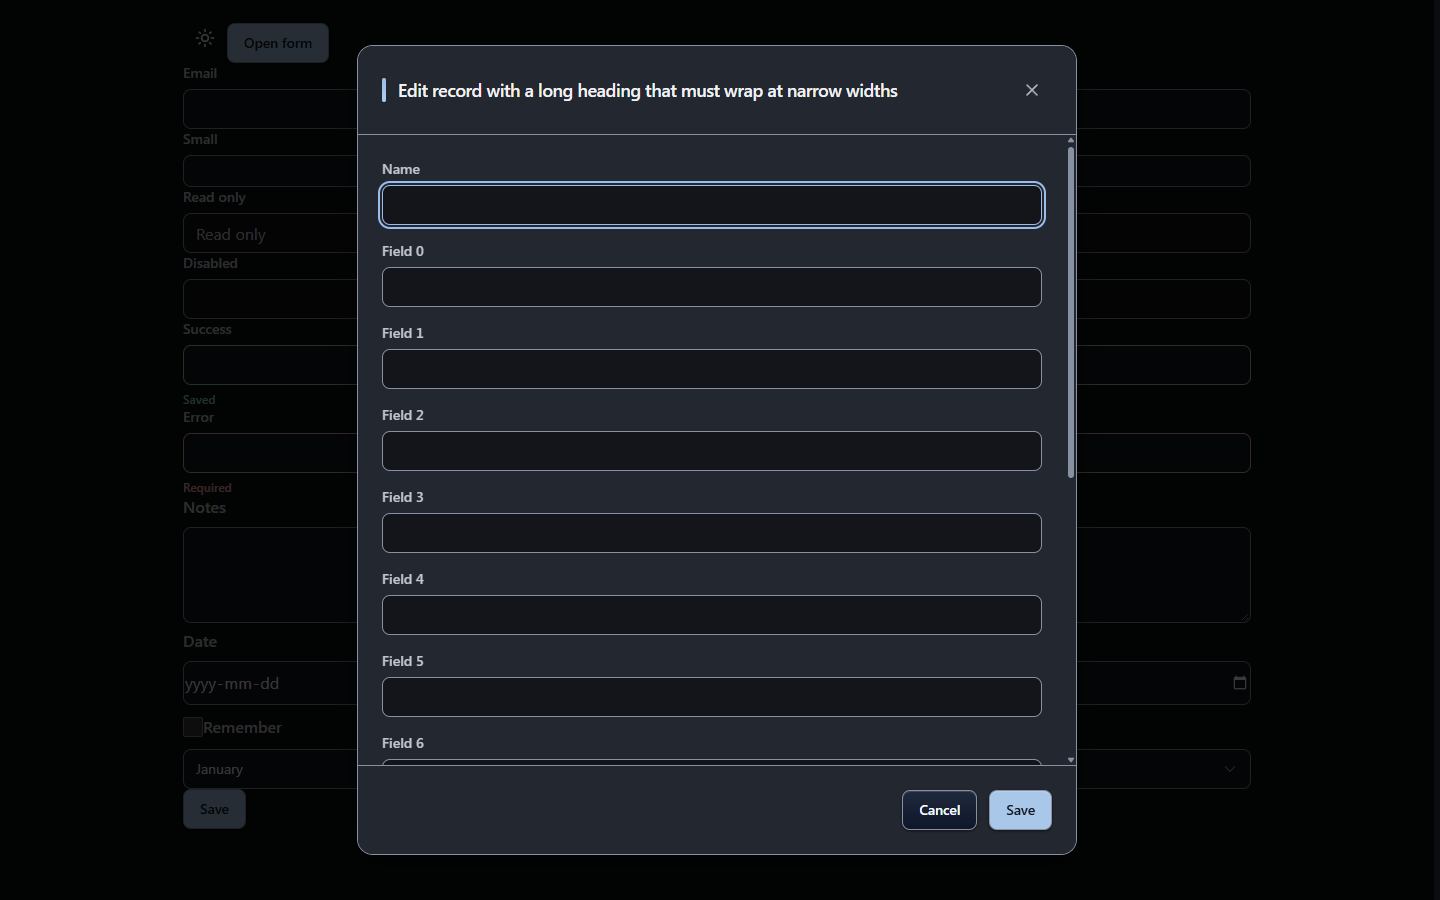 Open form
Email
Small
Read only
Read only
Disabled
Success
Saved
Error
Required
Notes
Date
yyyy-mm-dd
Remember
January
Save
Edit record with a long heading that must wrap at narrow widths
Name
Field 0
Field 1
Field 2
Field 3
Field 4
Field 5
Field 6
Cancel
Save